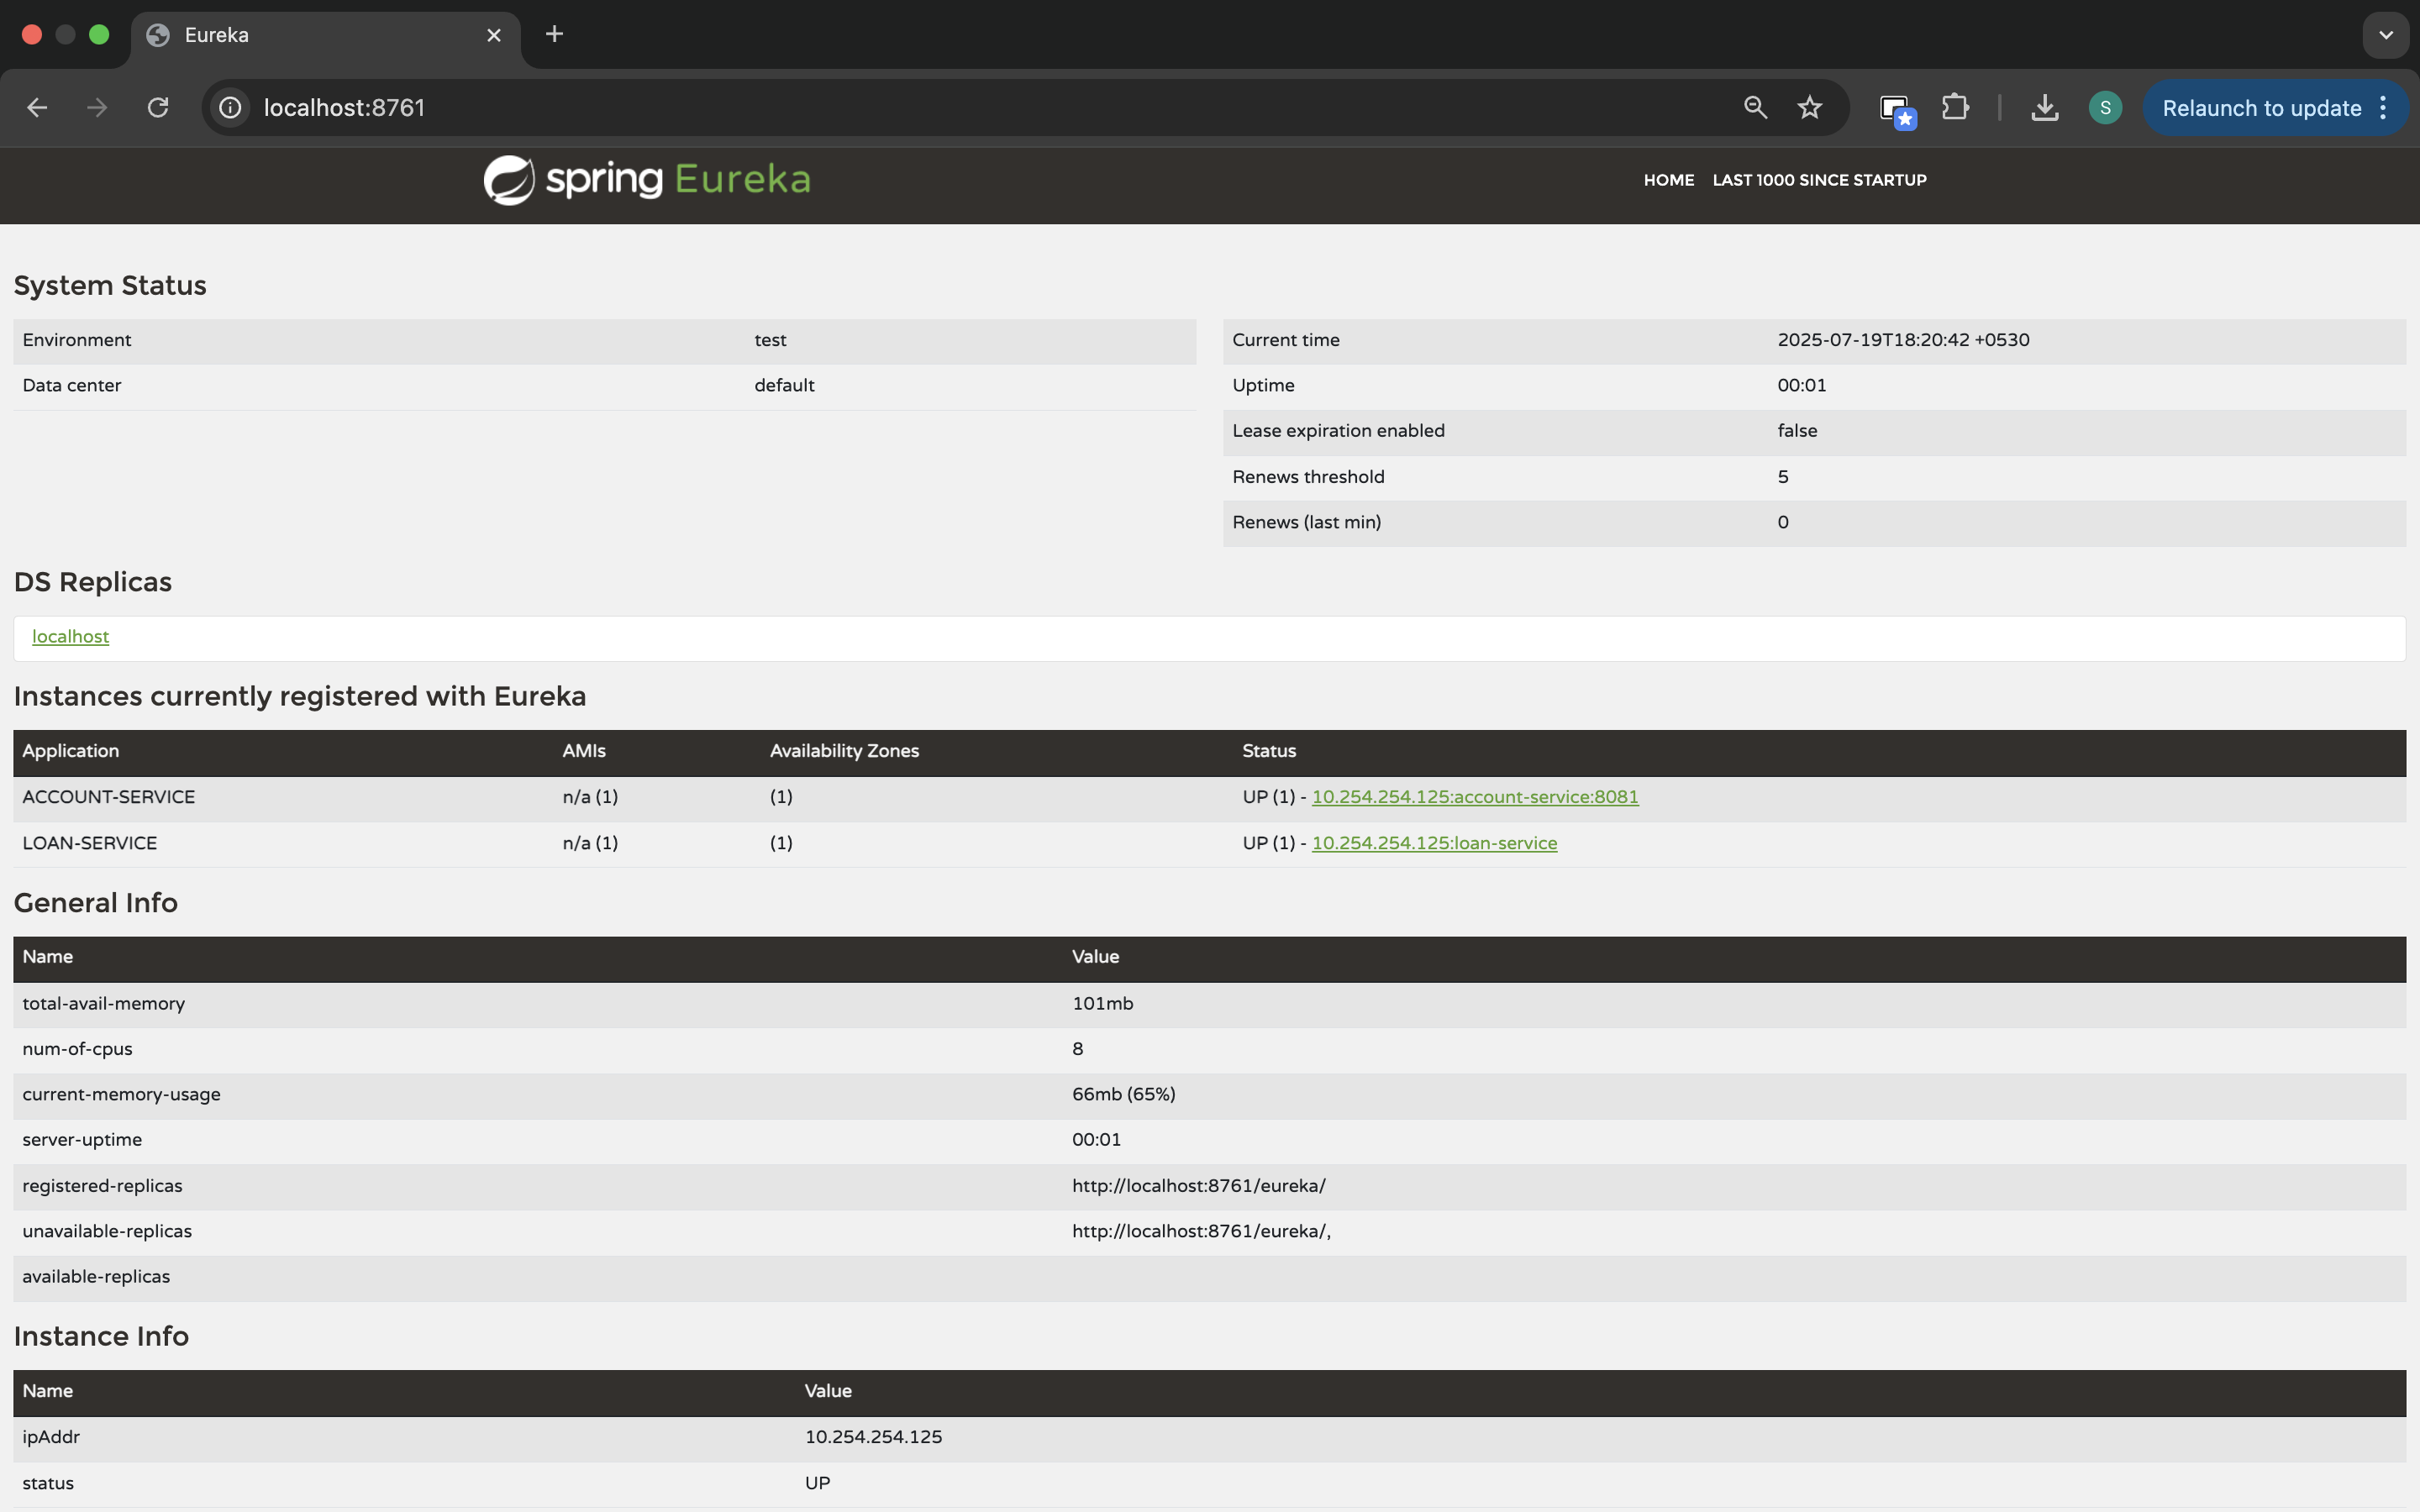 Eureka
localhost:8761
S
Relaunch to update
spring Eureka
HOME LAST 1000 SINCE STARTUP
System Status
Environment test
Data center default
Current time 2025-07-19T18:20:42 +0530
Uptime 00:01
Lease expiration enabled false
Renews threshold 5
Renews (last min) 0
DS Replicas
localhost
Instances currently registered with Eureka
Application AMIs Availability Zones Status
ACCOUNT-SERVICE n/a (1) (1) UP (1) - 10.254.254.125:account-service:8081
LOAN-SERVICE n/a (1) (1) UP (1) - 10.254.254.125:loan-service
General Info
Name Value
total-avail-memory 101mb
num-of-cpus 8
current-memory-usage 66mb (65%)
server-uptime 00:01
registered-replicas http://localhost:8761/eureka/
unavailable-replicas http://localhost:8761/eureka/,
available-replicas
Instance Info
Name Value
ipAddr 10.254.254.125
status UP